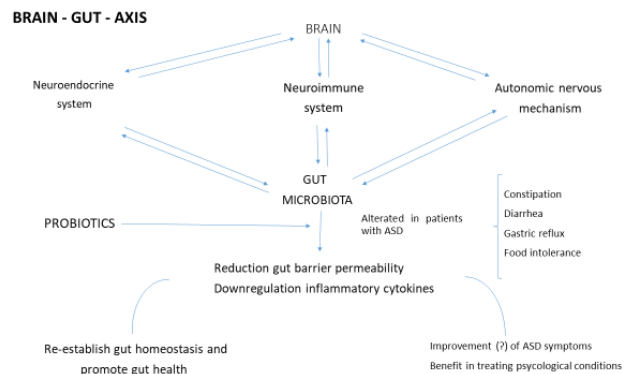 BRAIN - GUT - AXIS
BRAIN
Neuroendocrine
system
Neuroimmune
system
Autonomic nervous
mechanism
GUT
MICROBIOTA
PROBIOTICS
Alterated in patients
with ASD
Constipation
Diarrhea
Gastric reflux
Food intolerance
Reduction gut barrier permeability
Downregulation inflammatory cytokines
Re-establish gut homeostasis and
promote gut health
Improvement (?) of ASD symptoms
Benefit in treating psycological conditions